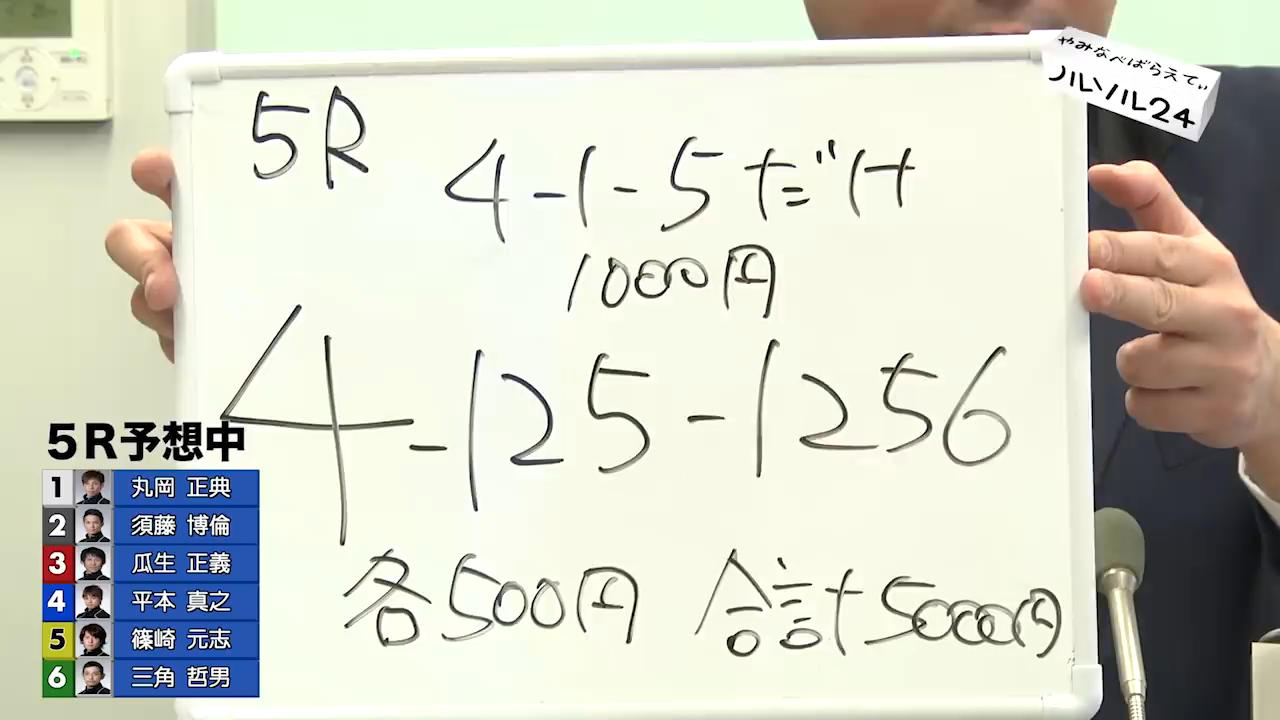 やみなべばらえてぃ
ノルソル24
5R
4-1-5だけ
1000円
4-125-1256
各500円 合計5000円
5R予想中
1 丸岡 正典
2 須藤 博倫
3 瓜生 正義
4 平本 真之
5 篠崎 元志
6 三角 哲男